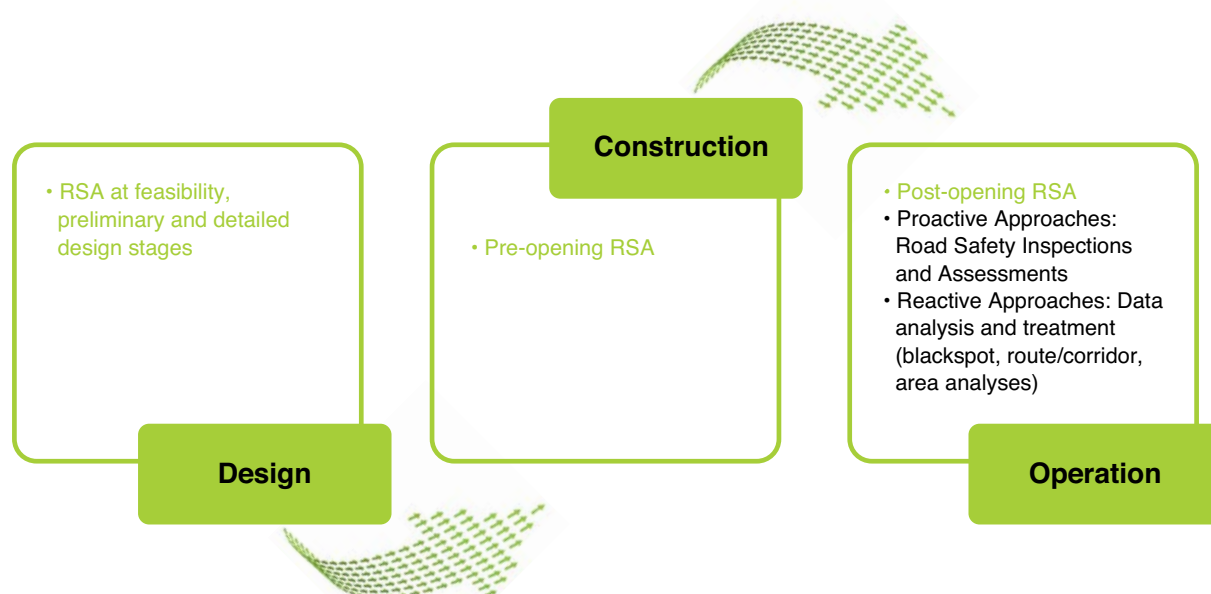 • RSA at feasibility,
preliminary and detailed
design stages
Design
Construction
• Pre-opening RSA
• Post-opening RSA
• Proactive Approaches:
Road Safety Inspections
and Assessments
• Reactive Approaches: Data
analysis and treatment
(blackspot, route/corridor,
area analyses)
Operation